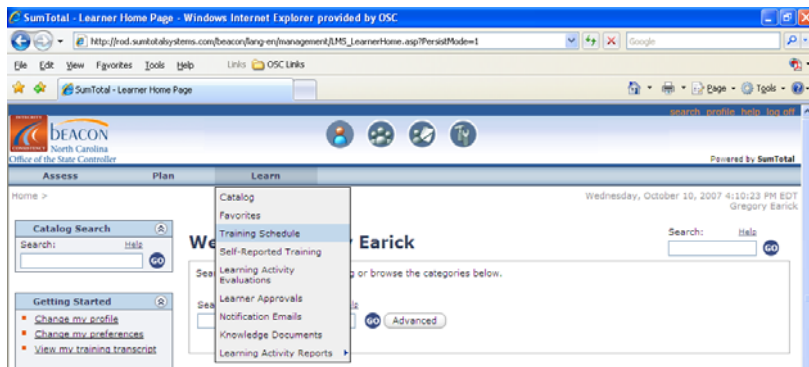 SumTotal - Learner Home Page - Windows Internet Explorer provided by OSC
http://rod.sumtotalsystems.com/beacon/lang-en/management/LMS_LearnerHome.asp?PersistMode=1
Google
File Edit View Favorites Tools Help Links OSC Links
SumTotal - Learner Home Page
Page Tools
search profile help log off
BEACON
North Carolina
Office of the State Controller
Powered by SumTotal
Assess Plan Learn
Home >
Wednesday, October 10, 2007 4:10:23 PM EDT
Gregory Earick
Catalog
Favorites
Training Schedule
Self-Reported Training
Learning Activity
Evaluations
Learner Approvals
Notification Emails
Knowledge Documents
Learning Activity Reports
Catalog Search
Search: Help
GO
We Earick
Search: Help
GO
Sea g or browse the categories below.
Sea
GO Advanced
Getting Started
Change my profile
Change my preferences
View my training transcript